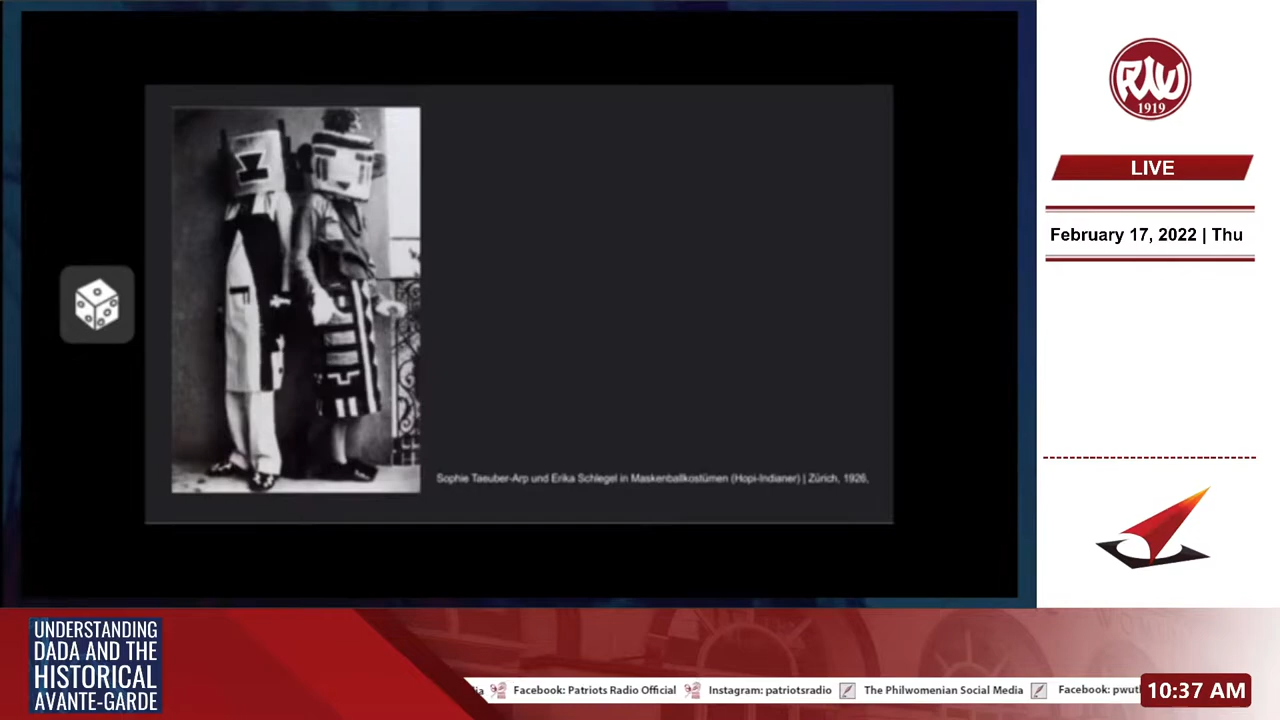 RW
1919
LIVE
February 17, 2022 | Thu
Sophie Taeuber-Arp und Erika Schlegel in Maskenballkostümen (Hopi-Indianer) | Zürich, 1926,
UNDERSTANDING
DADA AND THE
HISTORICAL
AVANTE-GARDE
Facebook: Patriots Radio Official Instagram: patriotsradio The Philwomenian Social Media Facebook: 10:37 AM